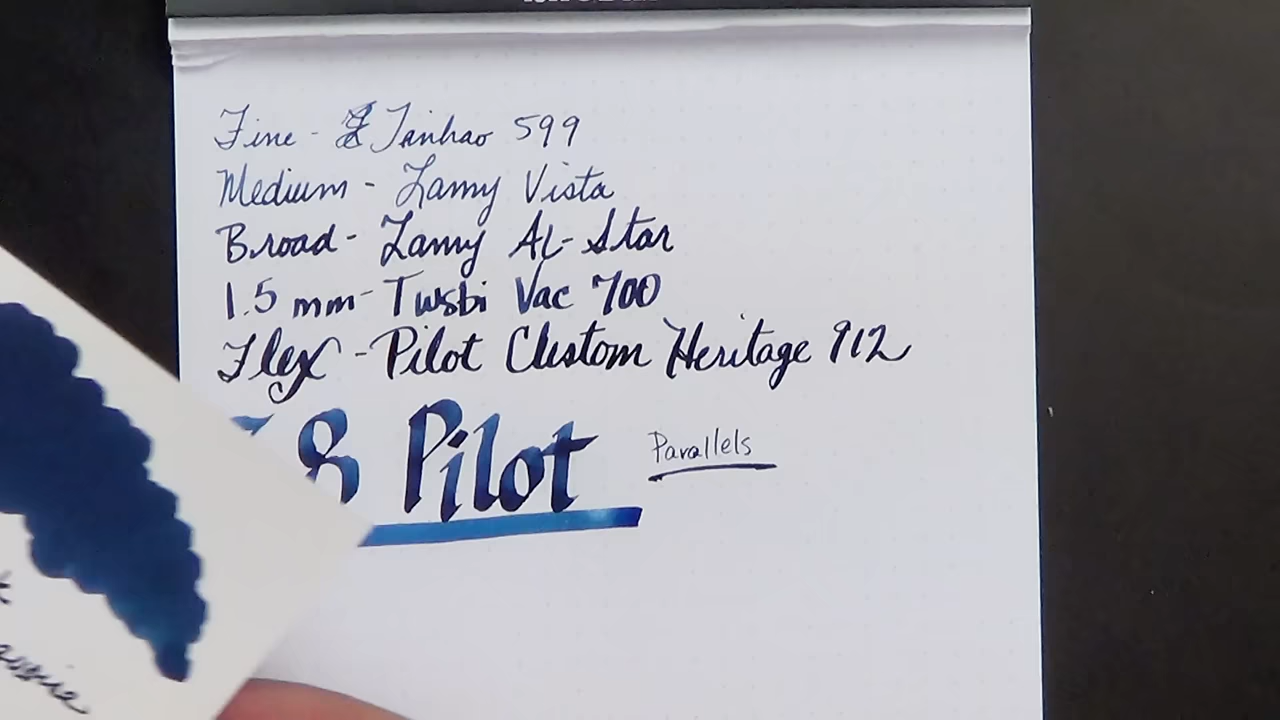 Fine - Jinhao 599
Medium - Lamy Vista
Broad - Lamy Al-Star
1.5 mm - Twsbi Vac 700
Flex - Pilot Custom Heritage 912
8 Pilot Parallels